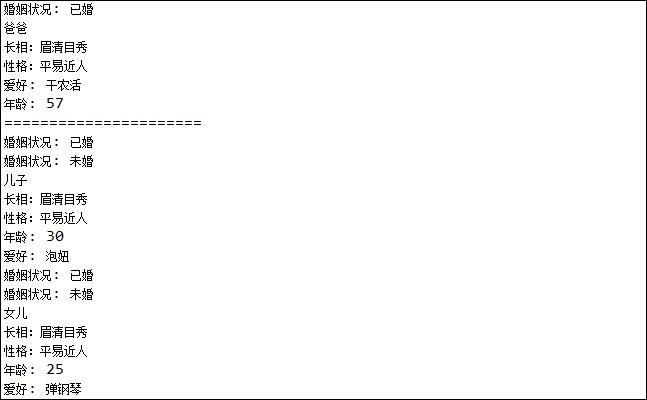 婚姻状况: 已婚
爸爸
长相：眉清目秀
性格：平易近人
爱好: 干农活
年龄: 57
======================
婚姻状况: 已婚
婚姻状况: 未婚
儿子
长相：眉清目秀
性格：平易近人
年龄: 30
爱好: 泡妞
婚姻状况: 已婚
婚姻状况: 未婚
女儿
长相：眉清目秀
性格：平易近人
年龄: 25
爱好: 弹钢琴